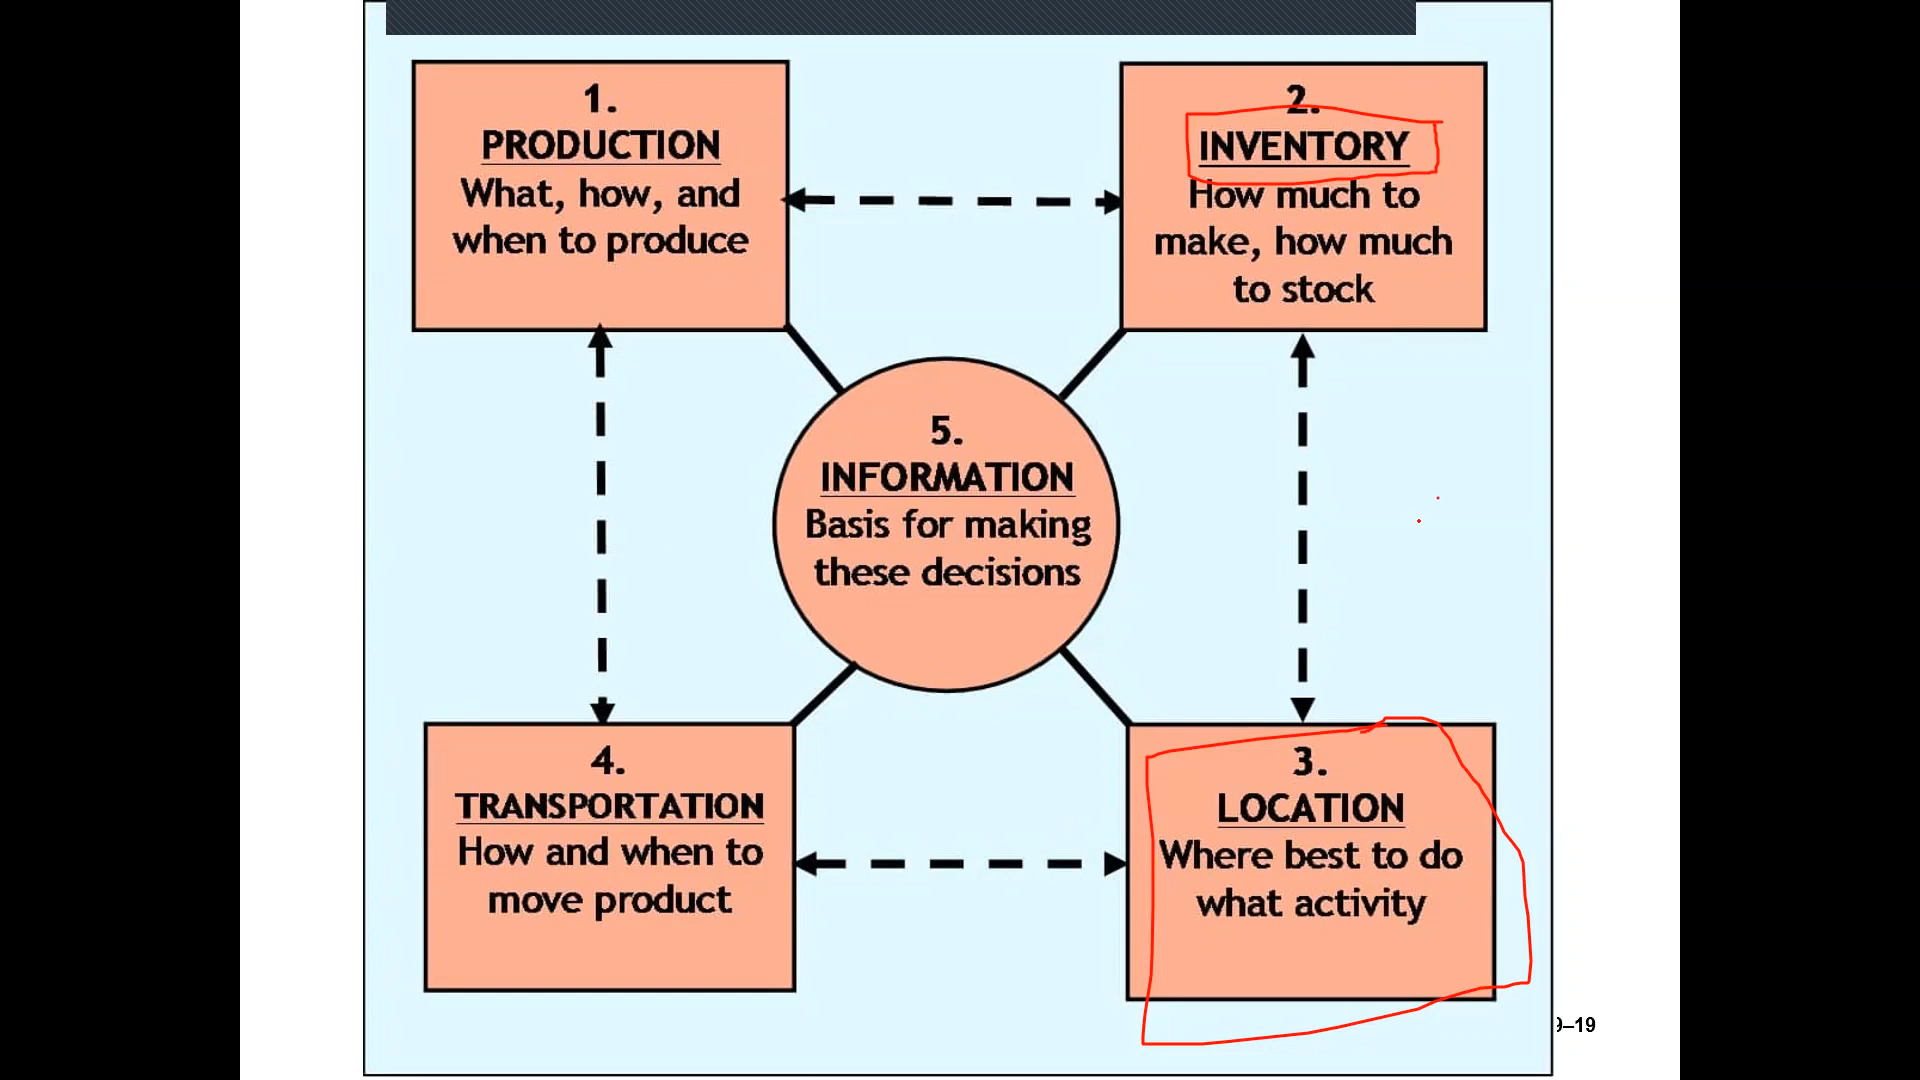 1.
PRODUCTION
What, how, and
when to produce
2.
INVENTORY
How much to
make, how much
to stock
5.
INFORMATION
Basis for making
these decisions
4.
TRANSPORTATION
How and when to
move product
3.
LOCATION
Where best to do
what activity
9–19